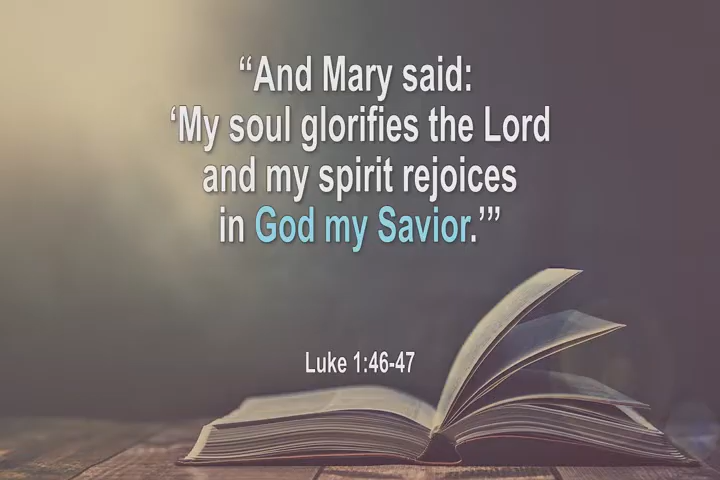 “And Mary said:
‘My soul glorifies the Lord
and my spirit rejoices
in God my Savior.’”
Luke 1:46-47